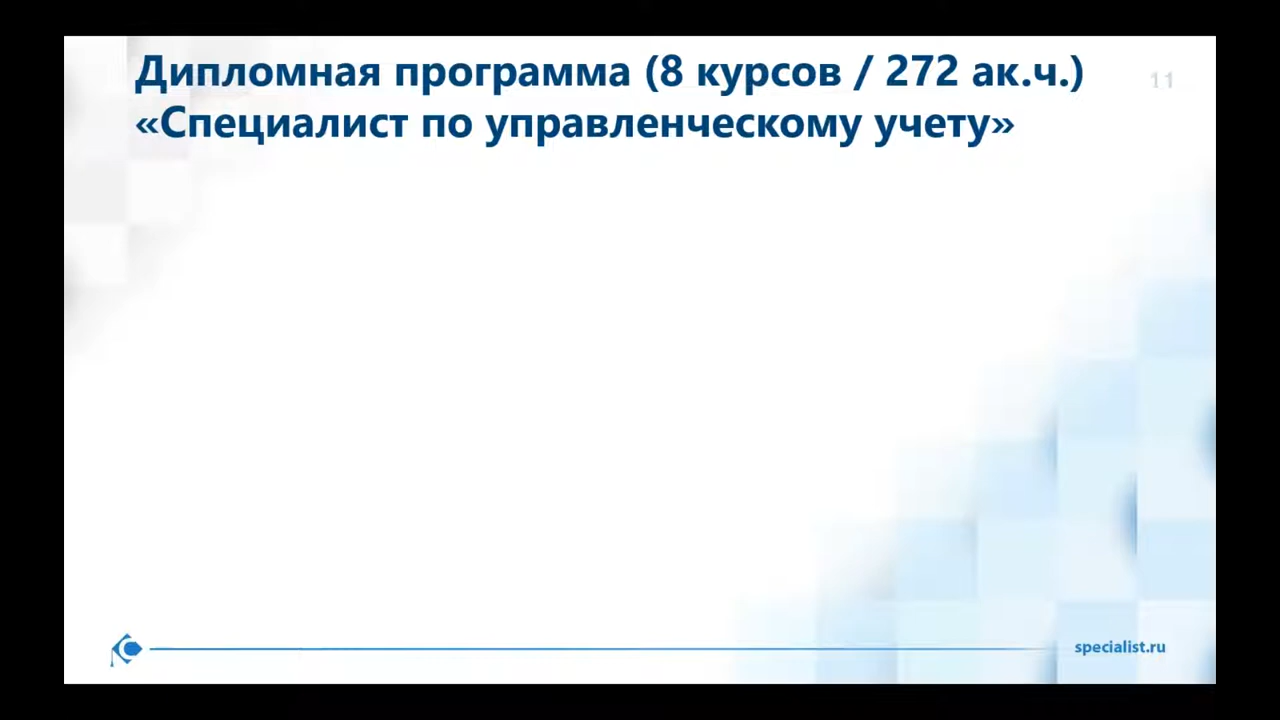 Дипломная программа (8 курсов / 272 ак.ч.)
11
«Специалист по управленческому учету»
specialist.ru